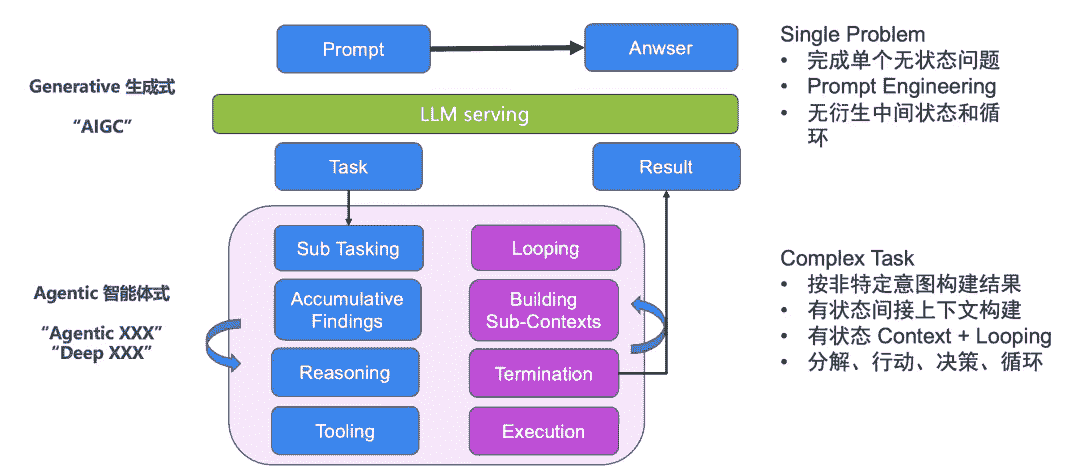 Prompt
Anwser
Generative 生成式
“AIGC”
LLM serving
Single Problem
• 完成单个无状态问题
• Prompt Engineering
• 无衍生中间状态和循
环
Task
Result
Agentic 智能体式
“Agentic XXX”
“Deep XXX”
Sub Tasking
Accumulative
Findings
Reasoning
Tooling
Looping
Building
Sub-Contexts
Termination
Execution
Complex Task
• 按非特定意图构建结果
• 有状态间接上下文构建
• 有状态 Context + Looping
• 分解、行动、决策、循环